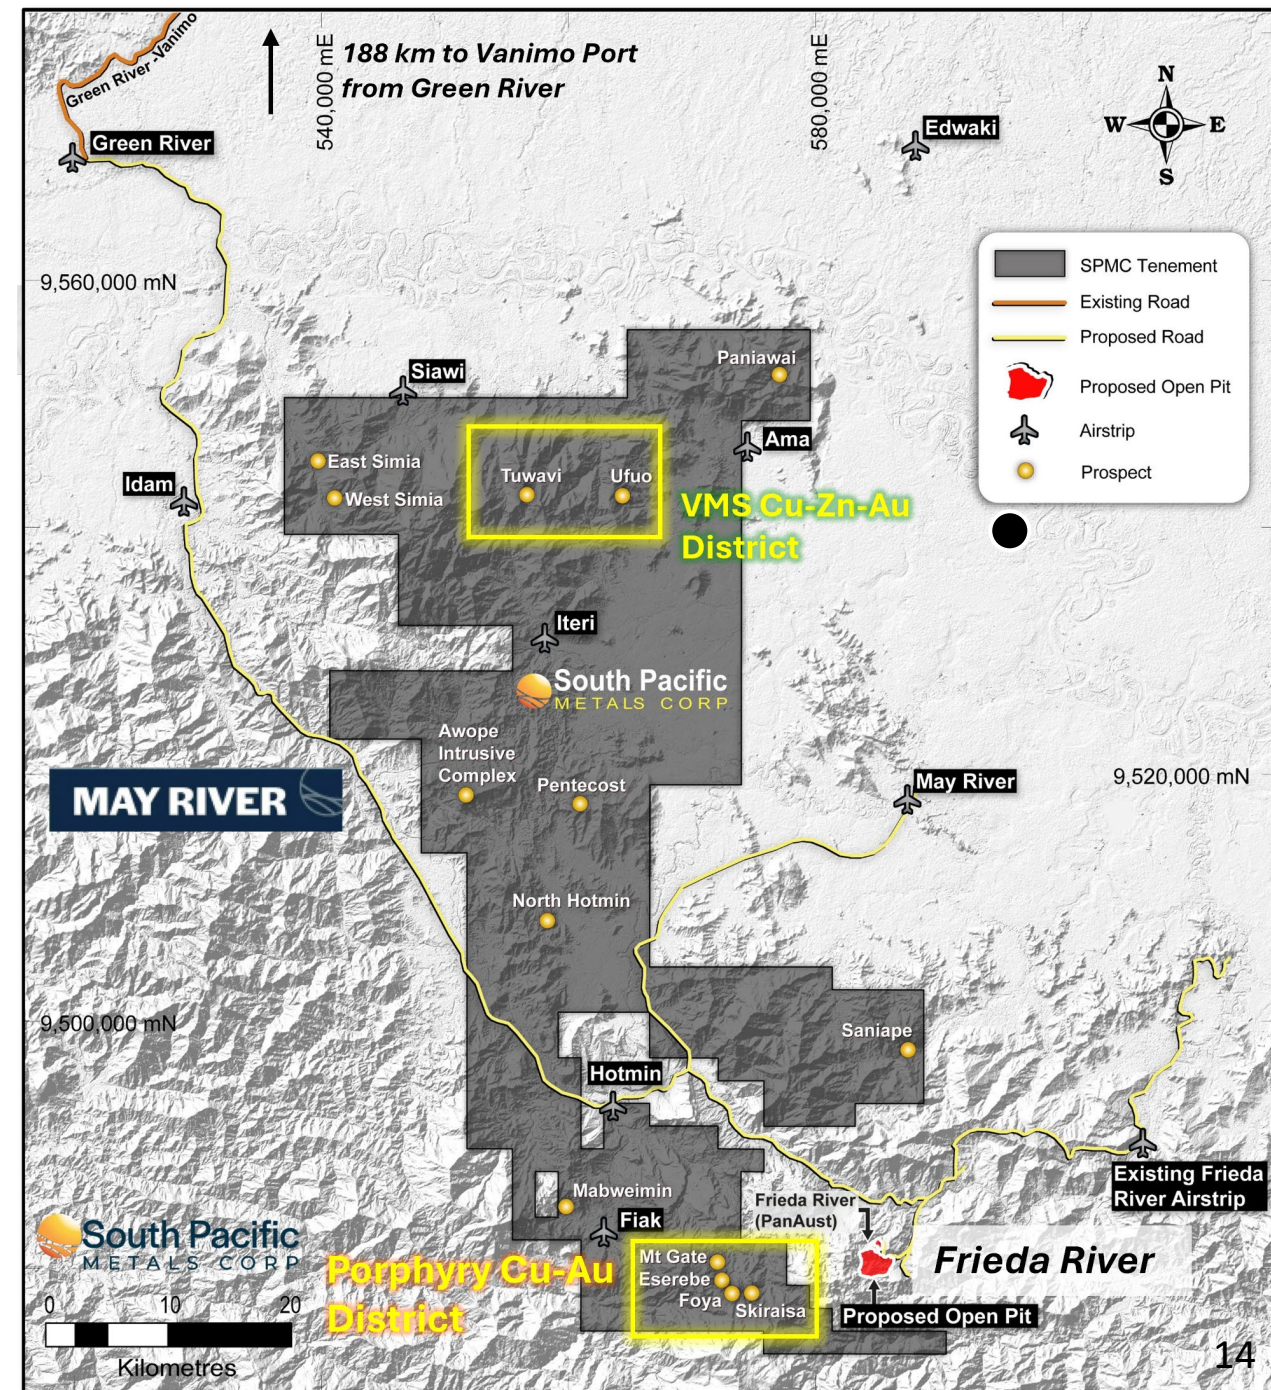 Green River -Vanimo
188 km to Vanimo Port
from Green River
540,000 mE
580,000 mE
N
W E
S
Edwaki
Green River
9,560,000 mN
SPMC Tenement
Existing Road
Proposed Road
Proposed Open Pit
Airstrip
Prospect
Paniawai
Siawi
Ama
East Simia
West Simia
Idam
Tuwavi
Ufuo
VMS Cu-Zn-Au
District
Iteri
South Pacific
METALS CORP
Awope
Intrusive
Complex
Pentecost
MAY RIVER
May River
9,520,000 mN
North Hotmin
9,500,000 mN
Saniape
Hotmin
Existing Frieda
River Airstrip
Mabweimin
Fiak
Frieda River
(PanAust)
South Pacific
METALS CORP
Porphyry Cu-Au
District
Mt Gate
Eserebe
Foya
Skiraisa
Frieda River
Proposed Open Pit
0 10 20
Kilometres
14